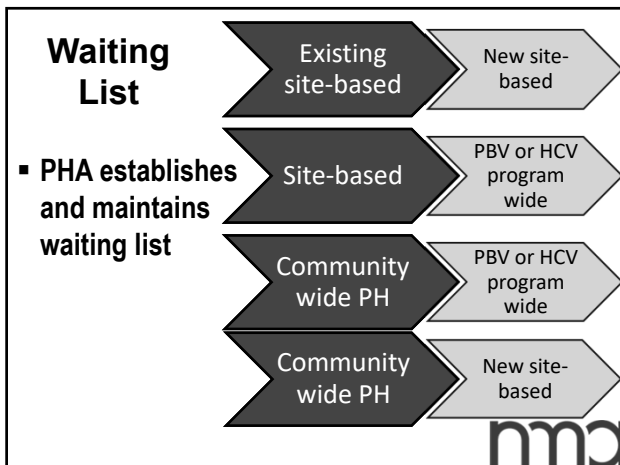 Waiting
List
▪ PHA establishes
and maintains
waiting list
Existing
site-based
New site-
based
Site-based
PBV or HCV
program
wide
Community
wide PH
PBV or HCV
program
wide
Community
wide PH
New site-
based
nma